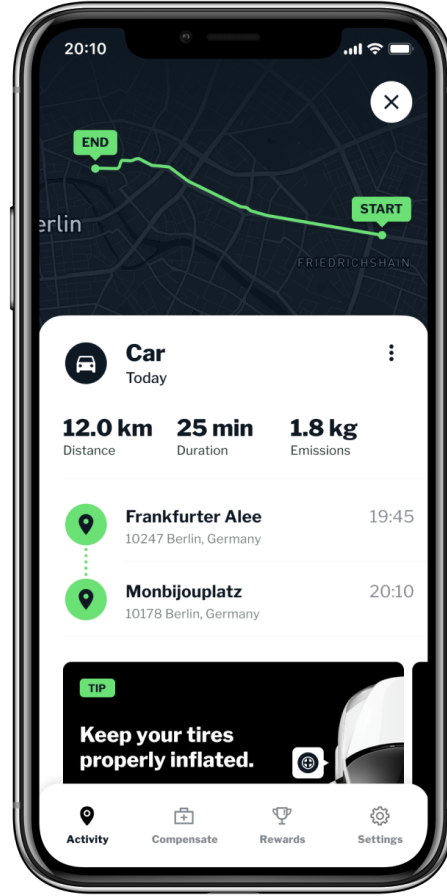 20:10
END
START
erlin
FRIEDRICHSHAIN
Car
Today
12.0 km 25 min 1.8 kg
Distance Duration Emissions
Frankfurter Alee 19:45
10247 Berlin, Germany
Monbijouplatz 20:10
10178 Berlin, Germany
TIP
Keep your tires
properly inflated.
Activity Compensate Rewards Settings